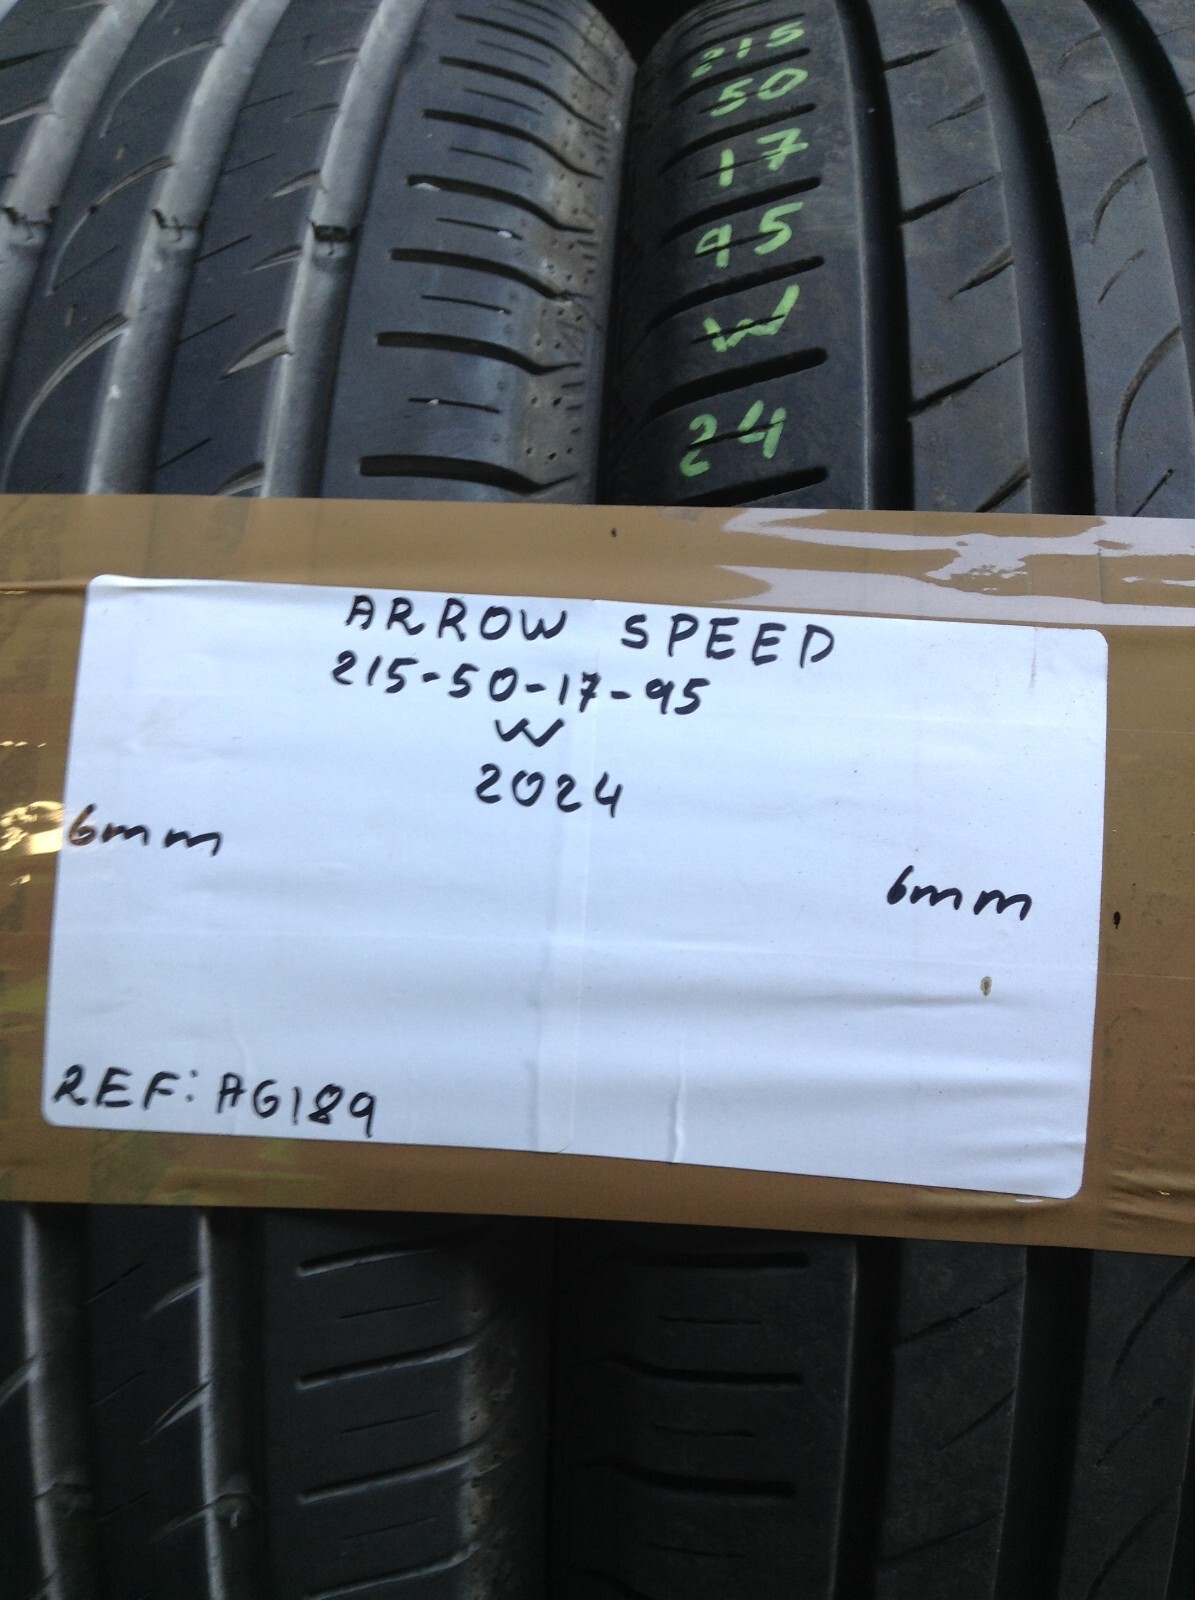 215
50
17
95
W
24
ARROW SPEED
215-50-17-95
W
2024
6mm
6mm
REF: AG189